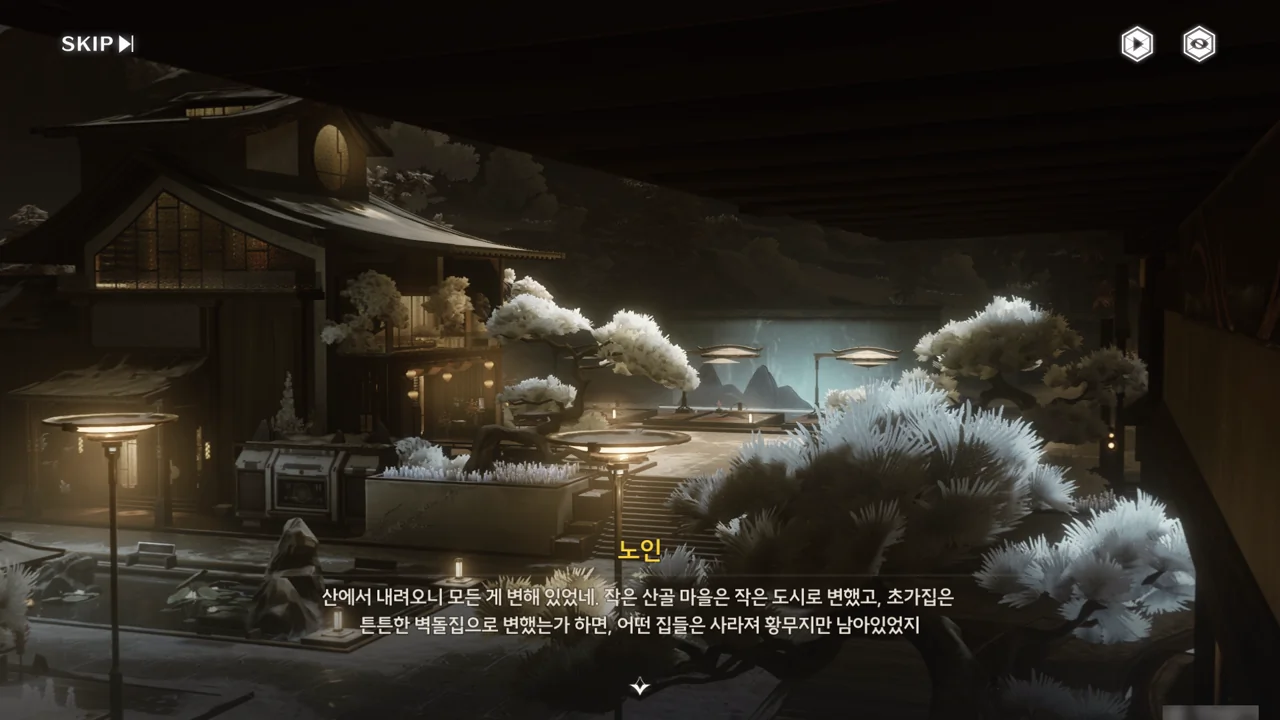 SKIP
노인
산에서 내려오니 모든 게 변해 있었네. 작은 산골 마을은 작은 도시로 변했고, 초가집은
튼튼한 벽돌집으로 변했는가 하면, 어떤 집들은 사라져 황무지만 남아있었지